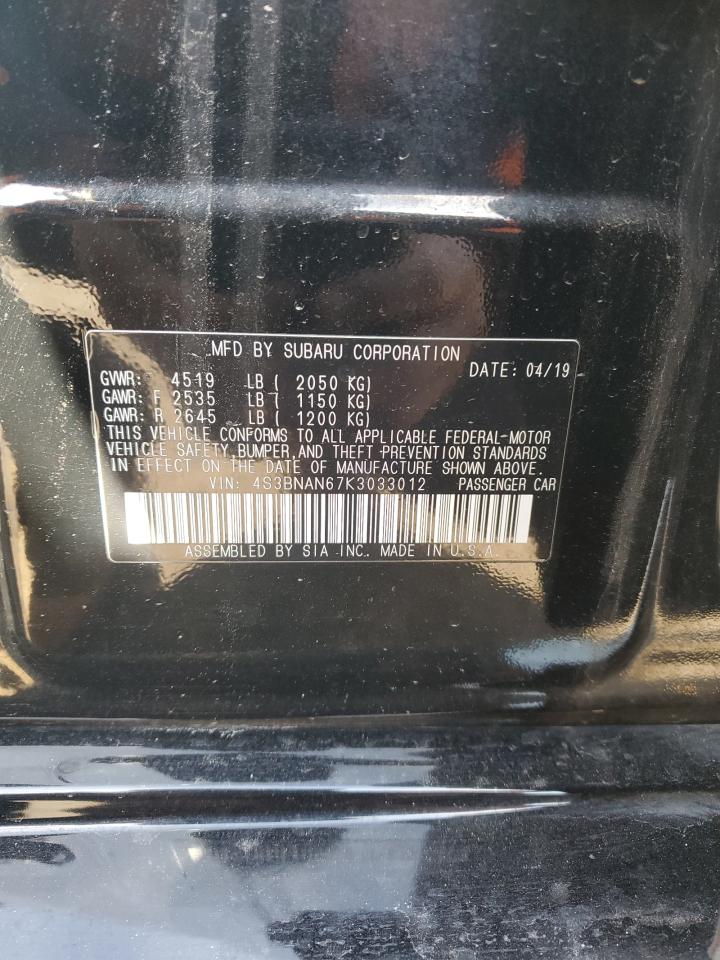 MFD BY SUBARU CORPORATION
DATE: 04/19
GVWR: 4519 LB ( 2050 KG)
GAWR: F 2535 LB ( 1150 KG)
GAWR: R 2645 LB ( 1200 KG)
THIS VEHICLE CONFORMS TO ALL APPLICABLE FEDERAL-MOTOR
VEHICLE SAFETY,BUMPER,AND THEFT PREVENTION STANDARDS
IN EFFECT ON THE DATE OF MANUFACTURE SHOWN ABOVE.
VIN: 4S3BNAN67K3033012 PASSENGER CAR
ASSEMBLED BY SIA INC. MADE IN U.S.A.